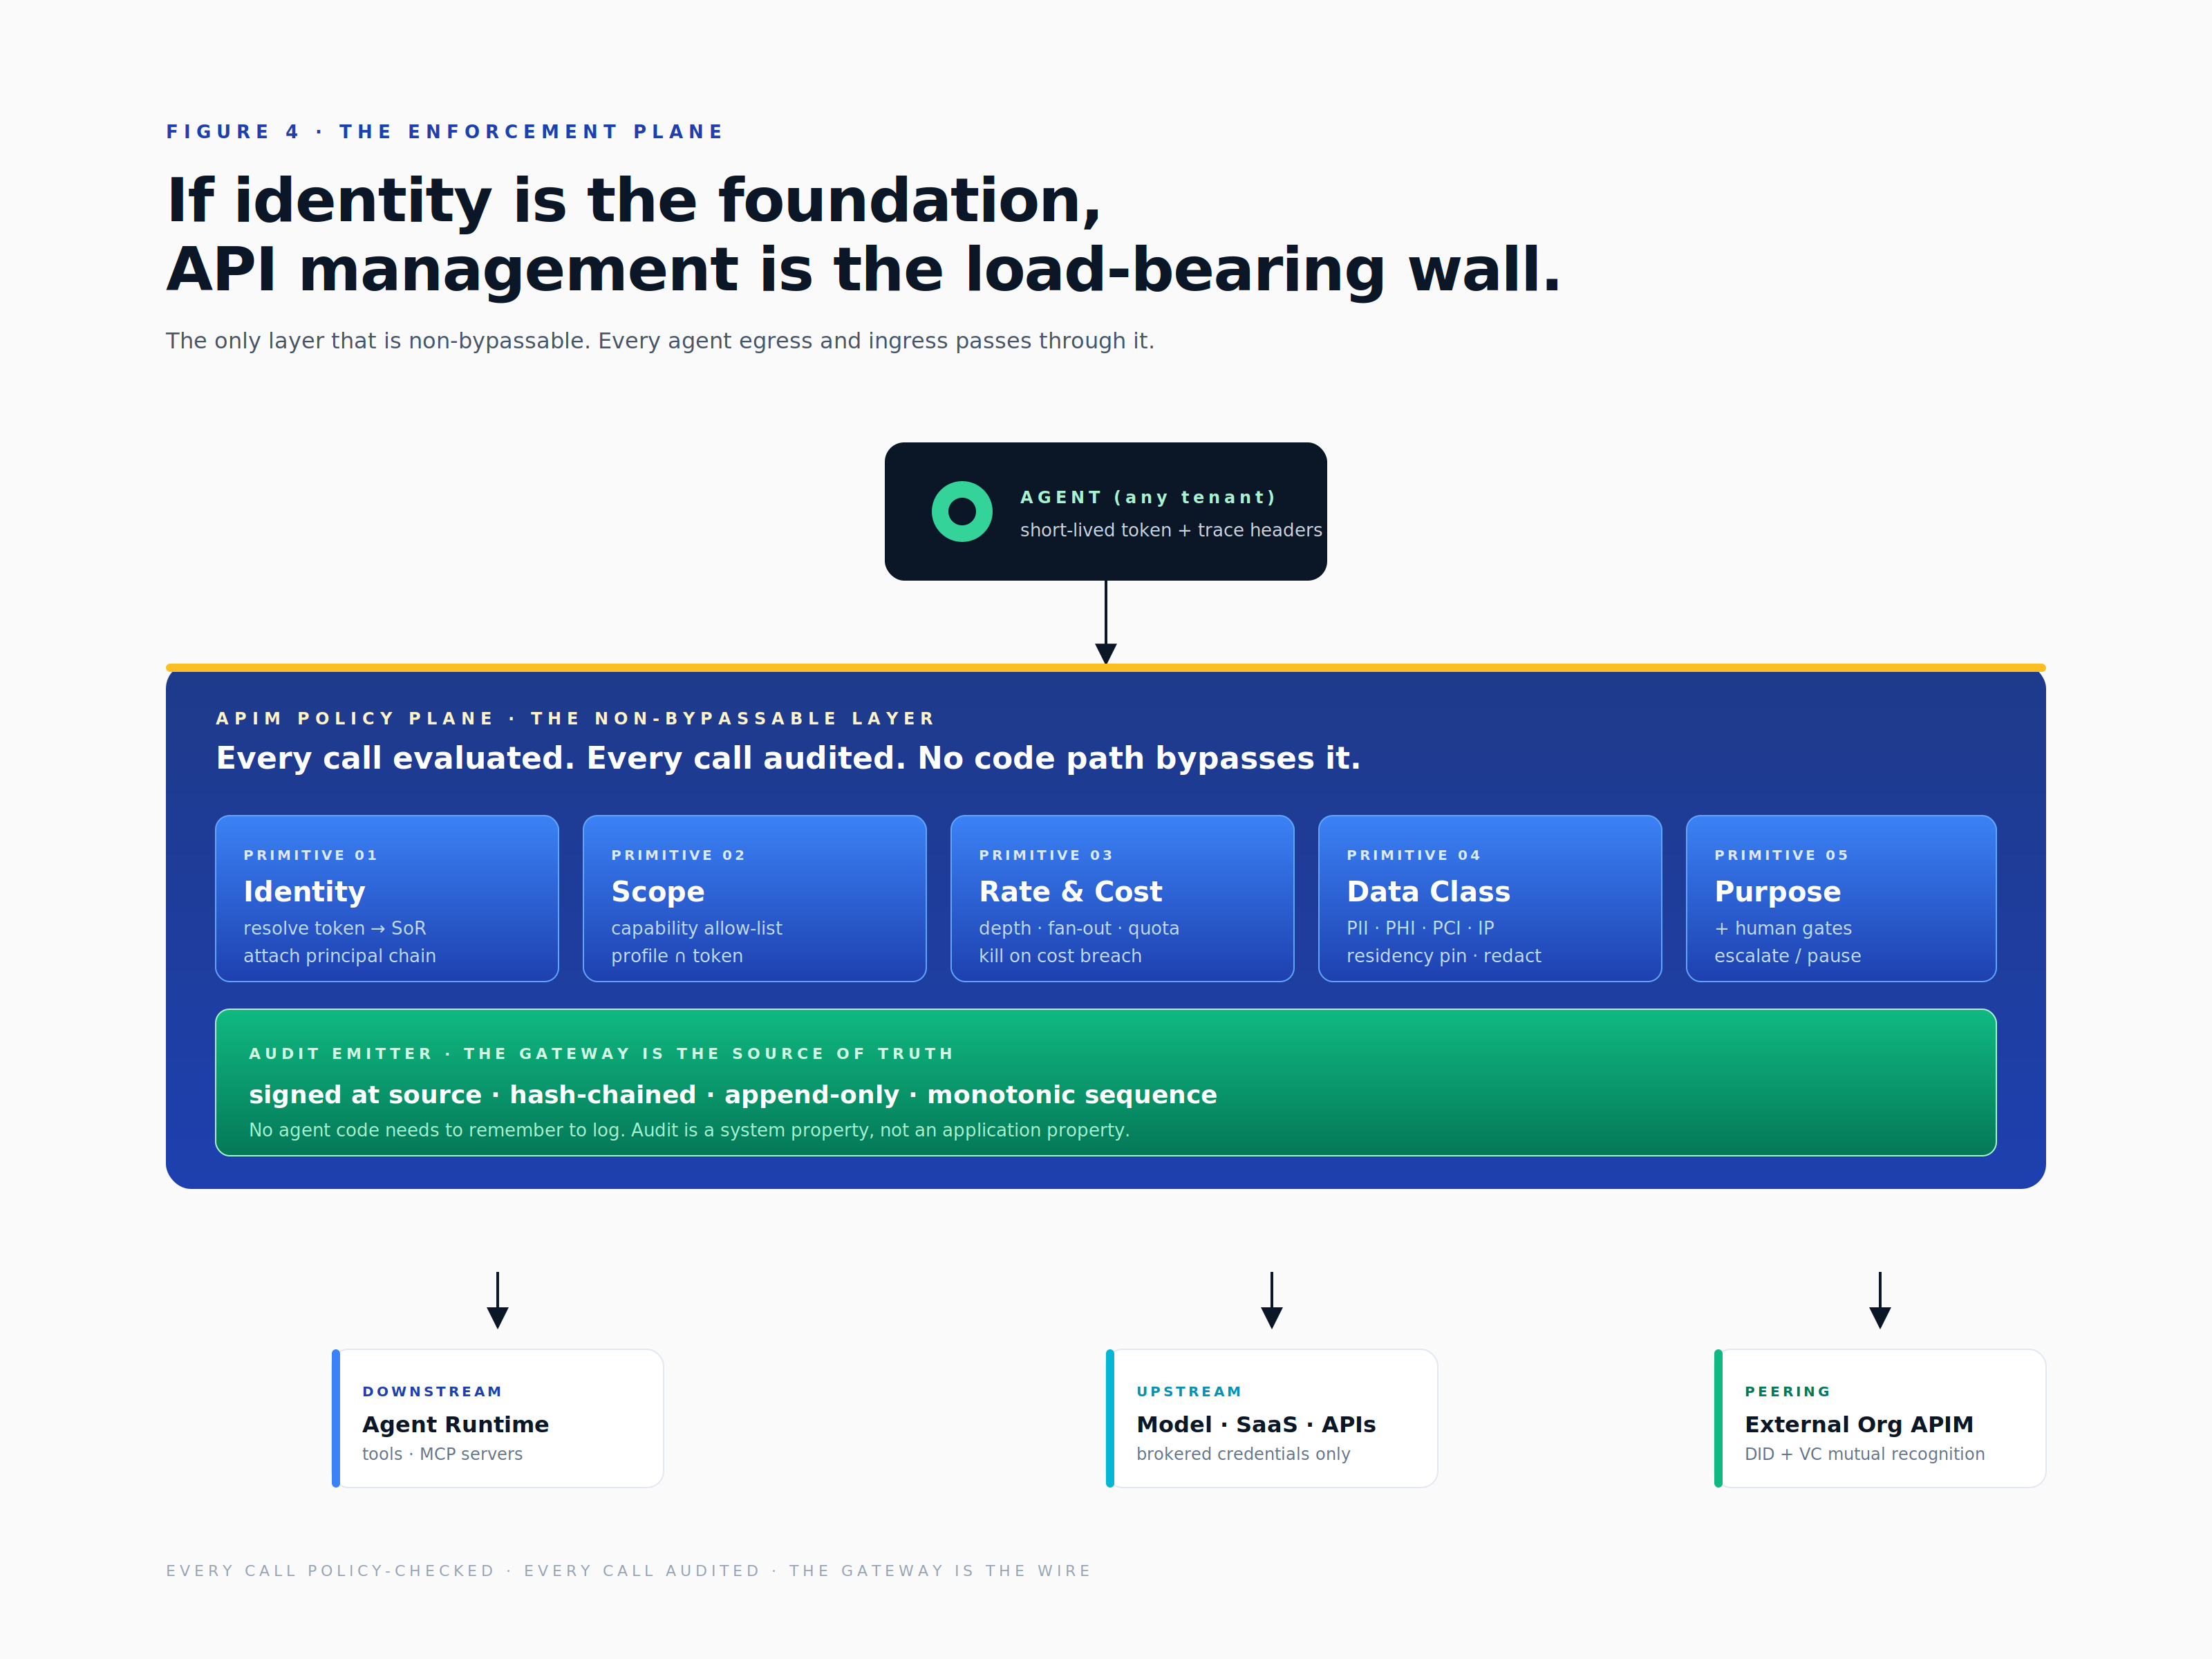 FIGURE 4 · THE ENFORCEMENT PLANE
If identity is the foundation,
API management is the load-bearing wall.
The only layer that is non-bypassable. Every agent egress and ingress passes through it.
AGENT (any tenant)
short-lived token + trace headers
APIM POLICY PLANE · THE NON-BYPASSABLE LAYER
Every call evaluated. Every call audited. No code path bypasses it.
PRIMITIVE 01
Identity
resolve token → SoR
attach principal chain
PRIMITIVE 02
Scope
capability allow-list
profile ∩ token
PRIMITIVE 03
Rate & Cost
depth · fan-out · quota
kill on cost breach
PRIMITIVE 04
Data Class
PII · PHI · PCI · IP
residency pin · redact
PRIMITIVE 05
Purpose
+ human gates
escalate / pause
AUDIT EMITTER · THE GATEWAY IS THE SOURCE OF TRUTH
signed at source · hash-chained · append-only · monotonic sequence
No agent code needs to remember to log. Audit is a system property, not an application property.
DOWNSTREAM
Agent Runtime
tools · MCP servers
UPSTREAM
Model · SaaS · APIs
brokered credentials only
PEERING
External Org APIM
DID + VC mutual recognition
EVERY CALL POLICY-CHECKED · EVERY CALL AUDITED · THE GATEWAY IS THE WIRE